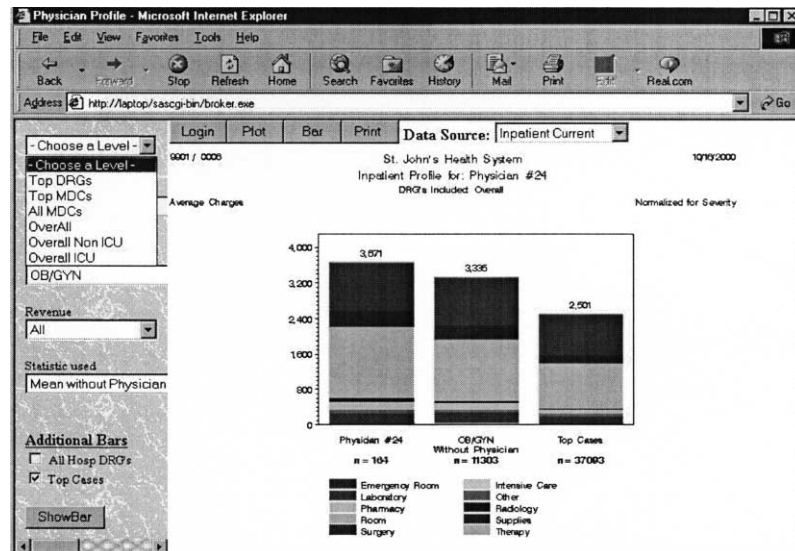 Physician Profile - Microsoft Internet Explorer
File Edit View Favorites Tools Help
Back Forward Stop Refresh Home Search Favorites History Mail Print Edit Real.com
Address http://laptop/sascgi-bin/broker.exe Go
Login Plot Bar Print Data Source: Inpatient Current
- Choose a Level -
- Choose a Level -
Top DRGs
Top MDCs
All MDCs
OverAll
Overall Non ICU
Overall ICU
OB/GYN
Revenue
All
Statistic used
Mean without Physician
Additional Bars
All Hosp DRG's
Top Cases
ShowBar
9901 / 0006 St. John's Health System 10/16/2000
Inpatient Profile for: Physician #24
DRG's Included Overall
Average Charges Normalized for Severity
4,000
3,200
2,400
1,600
800
0
3,671
3,335
2,501
Physician #24 OB/GYN Top Cases
Without Physician
n = 164 n = 11303 n = 37093
Emergency Room Intensive Care
Laboratory Other
Pharmacy Radiology
Room Supplies
Surgery Therapy